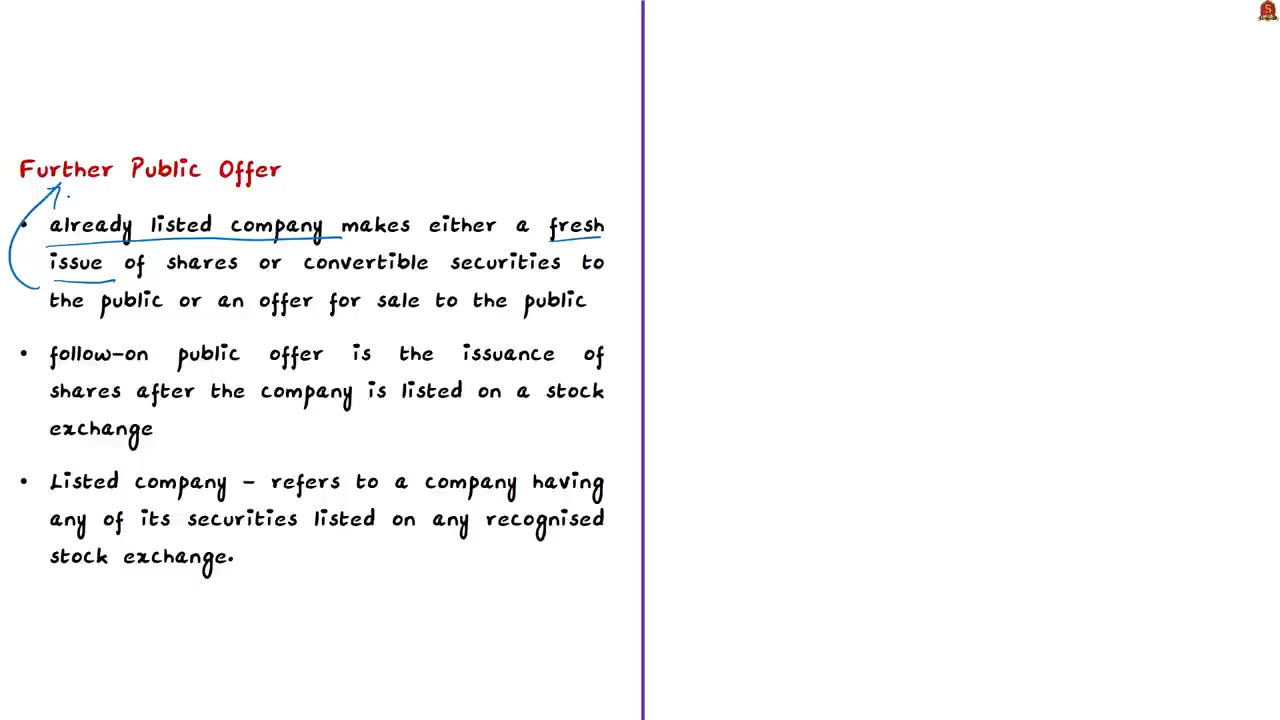 Further Public Offer
• already listed company makes either a fresh
issue of shares or convertible securities to
the public or an offer for sale to the public
• follow-on public offer is the issuance of
shares after the company is listed on a stock
exchange
• Listed company - refers to a company having
any of its securities listed on any recognised
stock exchange.
S